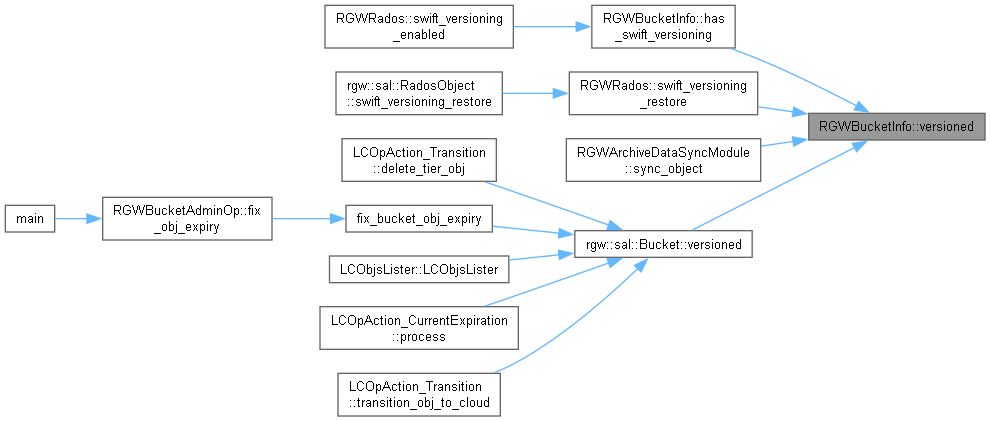 RGWRados::swift_versioning
_enabled
RGWBucketInfo::has
_swift_versioning
rgw::sal::RadosObject
::swift_versioning_restore
RGWRados::swift_versioning
_restore
RGWBucketInfo::versioned
LCOpAction_Transition
::delete_tier_obj
RGWArchiveDataSyncModule
::sync_object
main
RGWBucketAdminOp::fix
_obj_expiry
fix_bucket_obj_expiry
rgw::sal::Bucket::versioned
LCObjsLister::LCObjsLister
LCOpAction_CurrentExpiration
::process
LCOpAction_Transition
::transition_obj_to_cloud